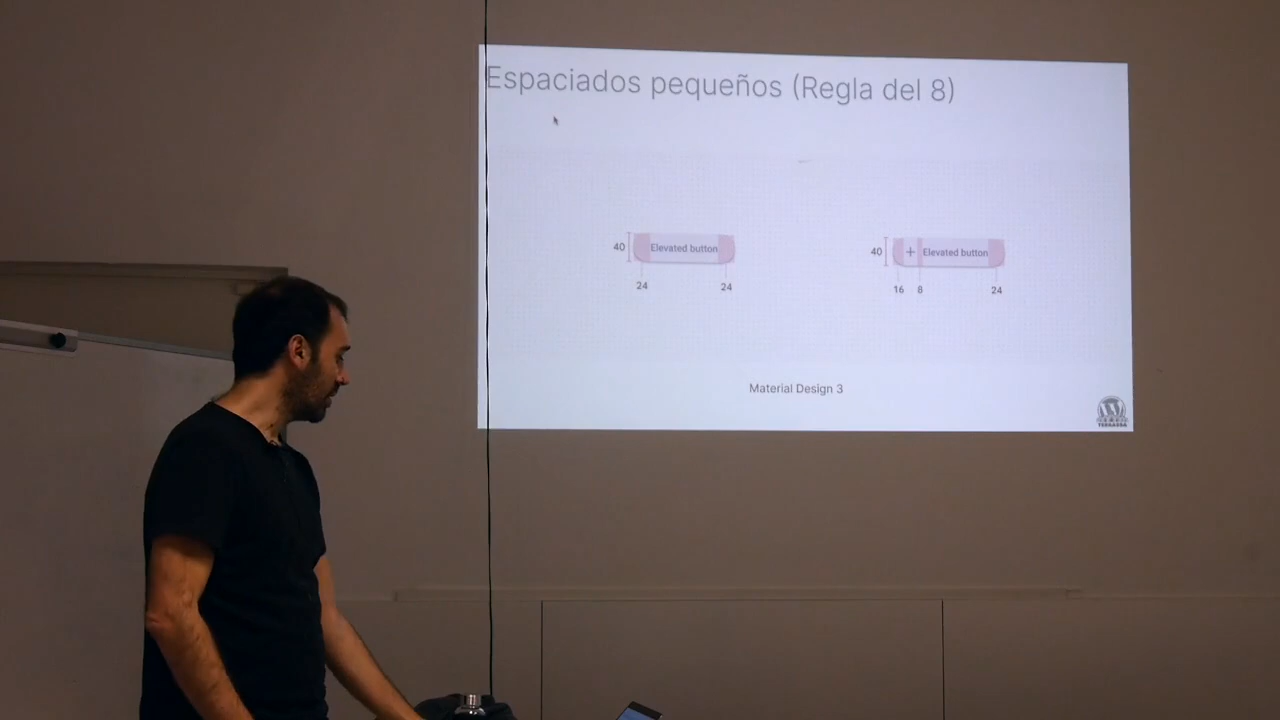 Espaciados pequeños (Regla del 8)
40
Elevated button
24
24
40
+ Elevated button
16
8
24
Material Design 3
W
TERRASSA